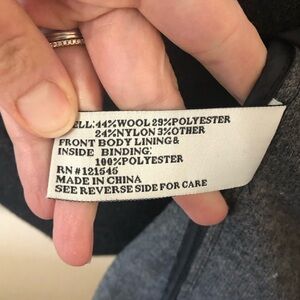 ELL:44%WOOL 29%POLYESTER
24%NYLON 3%OTHER
FRONT BODY LINING&
INSIDE BINDING:
100%POLYESTER
RN #121545
MADE IN CHINA
SEE REVERSE SIDE FOR CARE